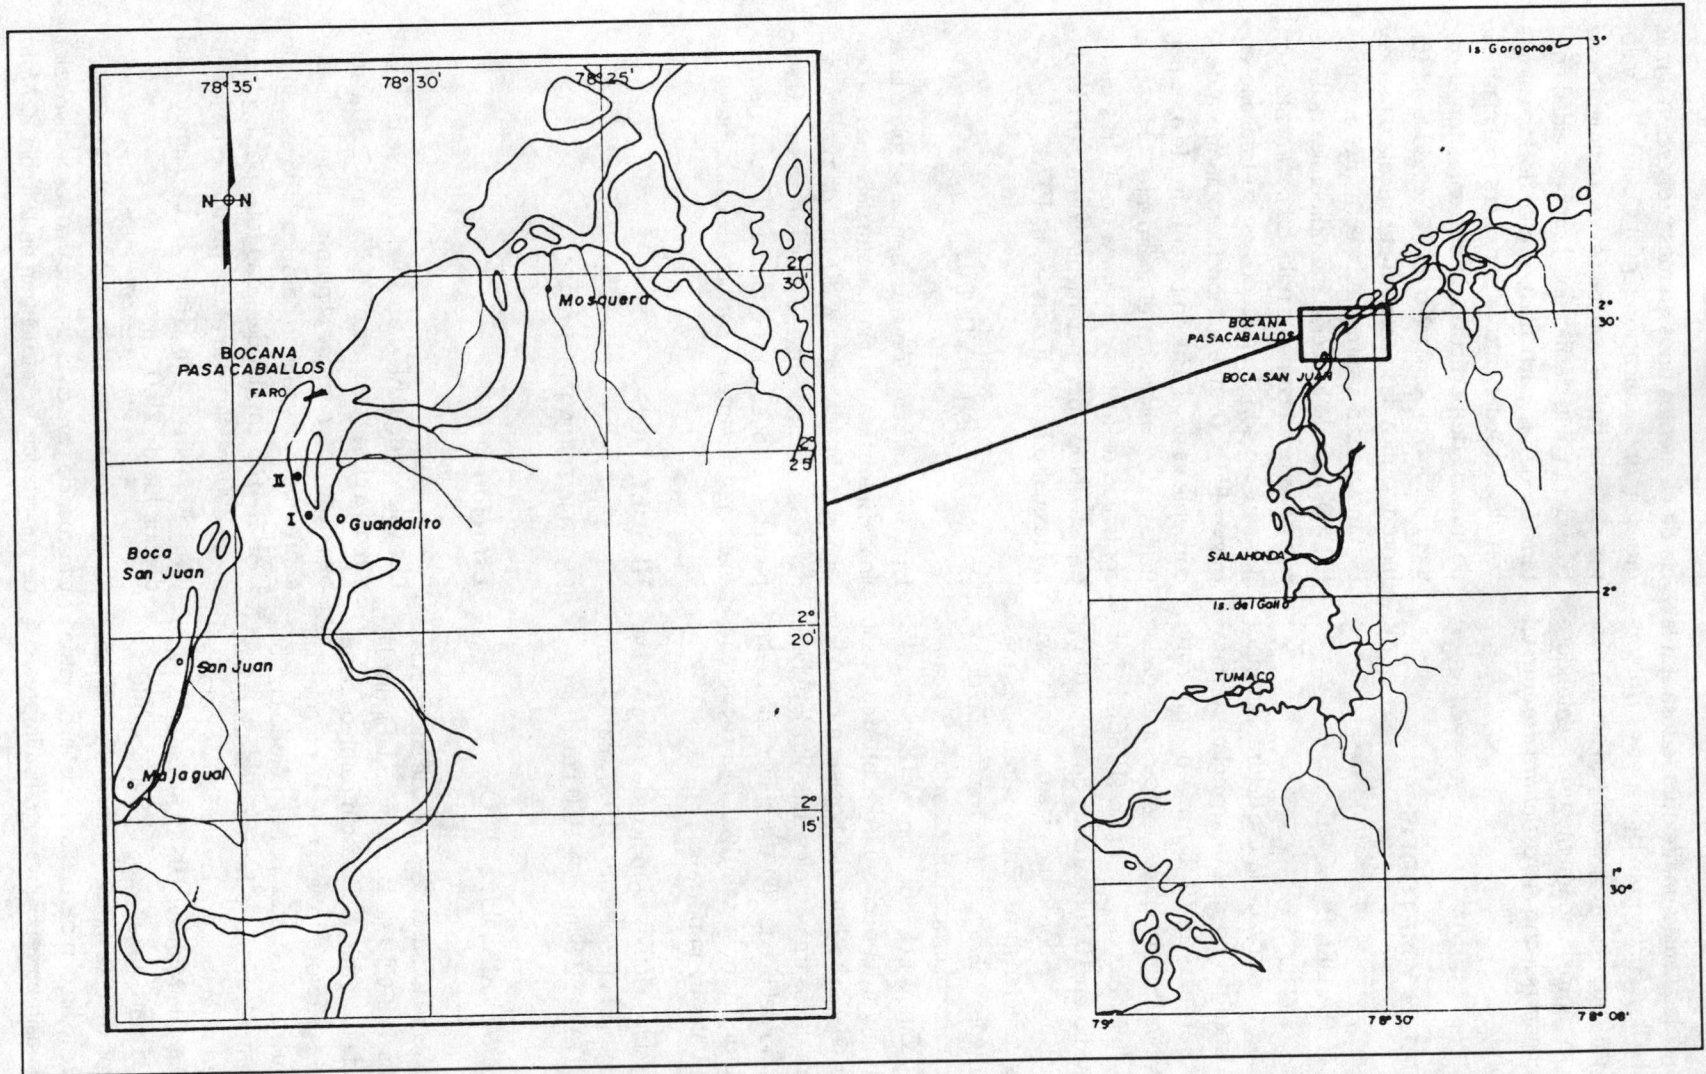 78° 35'
78° 30'
78° 25'
N N
2°
30'
Mosquera
BOCANA
PASACABALLOS
FARO
2°
25'
II
I
Guandalito
Boca
San Juan
2°
20'
San Juan
Majagual
2°
15'
Is. Gorgonae
3°
2°
30'
BOCANA
PASACABALLOS
BOCA SAN JUAN
SALAHONDA
Is. del Gallo
2°
TUMACO
1°
30°
79°
78° 30'
78° 08'